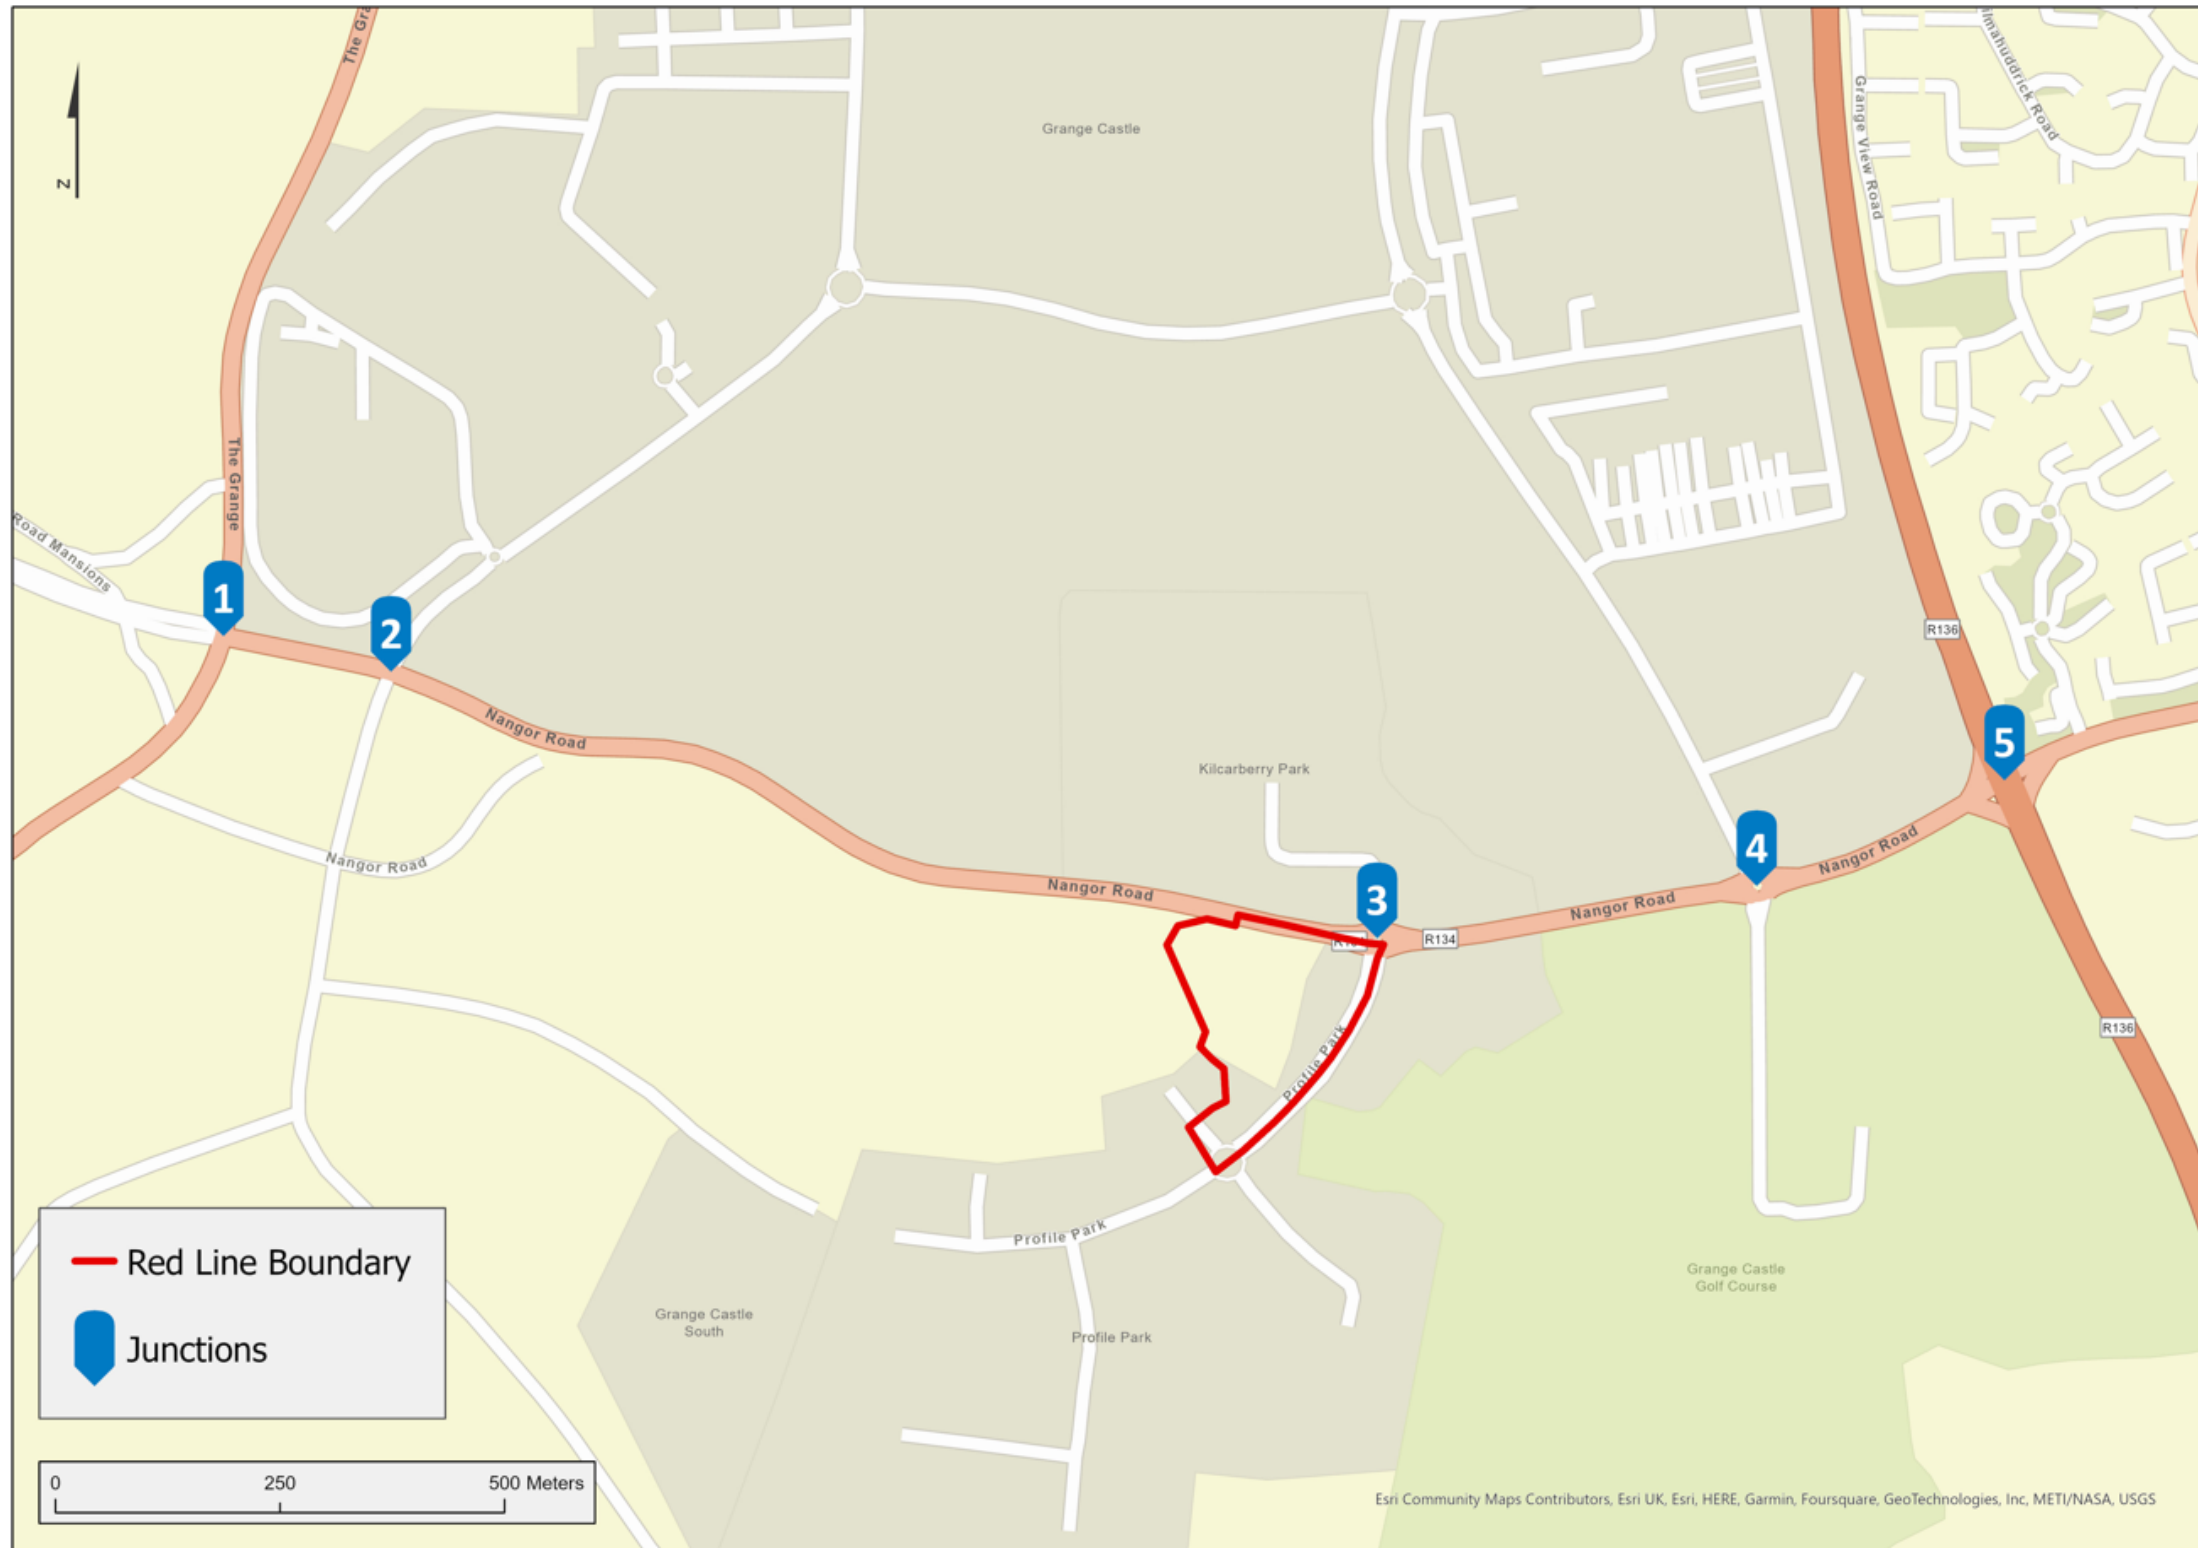 The Gra
ilmahuddrick Road
Grange View Road
Grange Castle
N
The Grange
Road Mansions
1
2
R136
Nangor Road
5
Kilcarberry Park
4
Nangor Road
Nangor Road
3
Nangor Road
Nangor Road
R134
R136
Profile Park
Profile Park
Grange Castle
Golf Course
Grange Castle
South
Profile Park
Red Line Boundary
Junctions
0 250 500 Meters
Esri Community Maps Contributors, Esri UK, Esri, HERE, Garmin, Foursquare, GeoTechnologies, Inc, METI/NASA, USGS